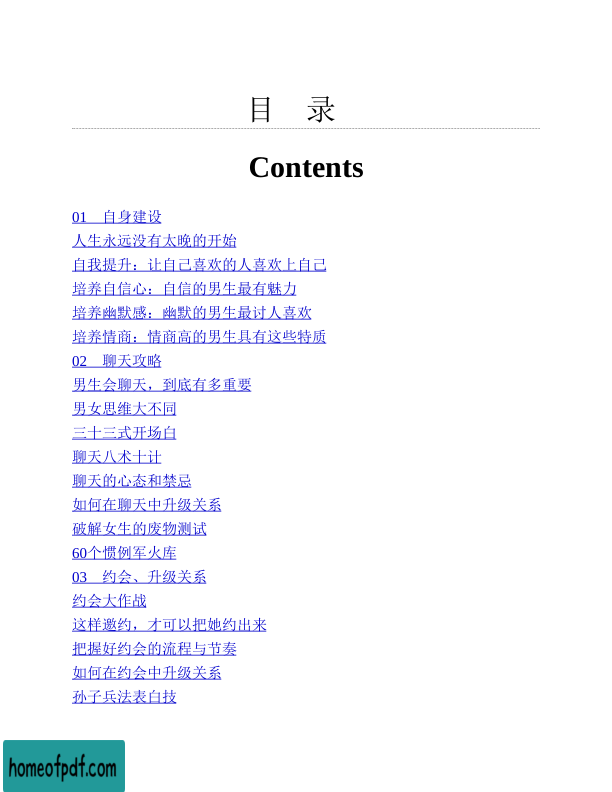 目 录
Contents
01 自身建设
人生永远没有太晚的开始
自我提升：让自己喜欢的人喜欢上自己
培养自信心：自信的男生最有魅力
培养幽默感：幽默的男生最讨人喜欢
培养情商：情商高的男生具有这些特质
02 聊天攻略
男生会聊天，到底有多重要
男女思维大不同
三十三式开场白
聊天八术十计
聊天的心态和禁忌
如何在聊天中升级关系
破解女生的废物测试
60个惯例军火库
03 约会、升级关系
约会大作战
这样邀约，才可以把她约出来
把握好约会的流程与节奏
如何在约会中升级关系
孙子兵法表白技
homeofpdf.com